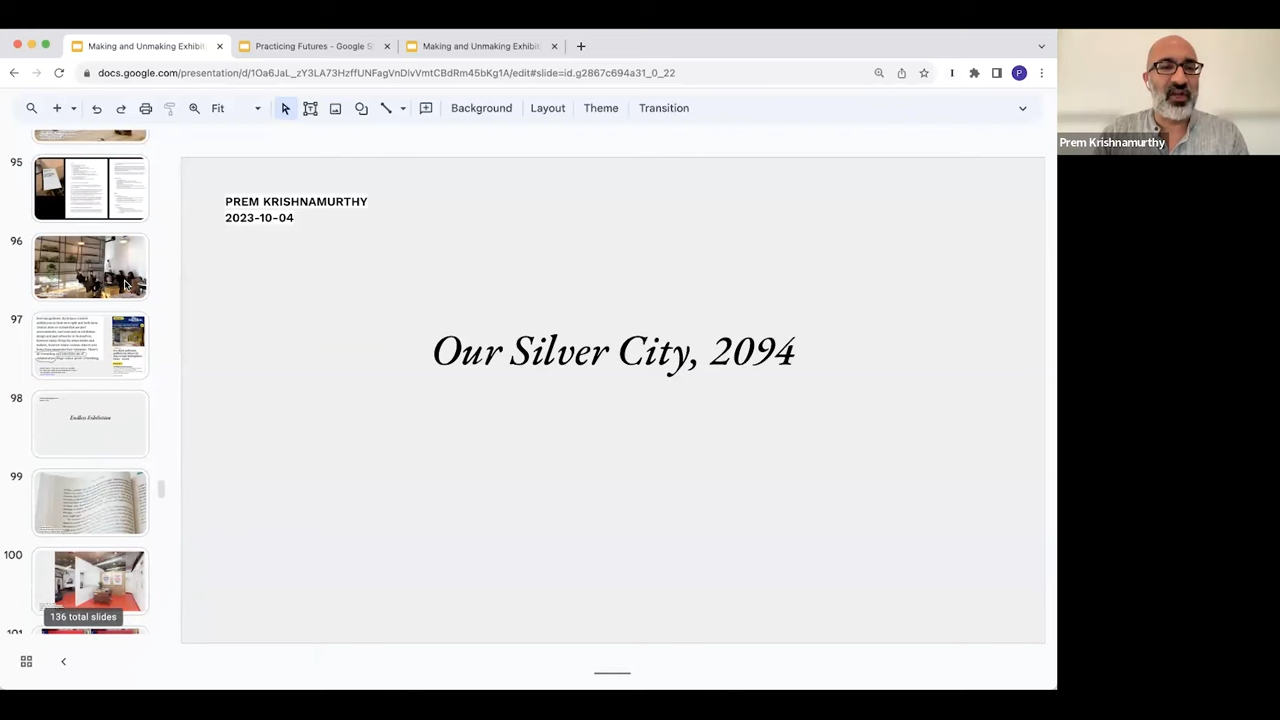 Making and Unmaking Exhibit
Practicing Futures - Google S
Making and Unmaking Exhibit
docs.google.com/presentation/d/1Oa6JaL_zY3LA73HzffUNFagVnDlvVmtCBdRm45bKg1A/edit#slide=id.g2867c694a31_0_22
P
Fit
Background
Layout
Theme
Transition
Prem Krishnamurthy
95
96
97
98
Endless Exhibition
99
100
101
136 total slides
PREM KRISHNAMURTHY
2023-10-04
Our Silver City, 2094